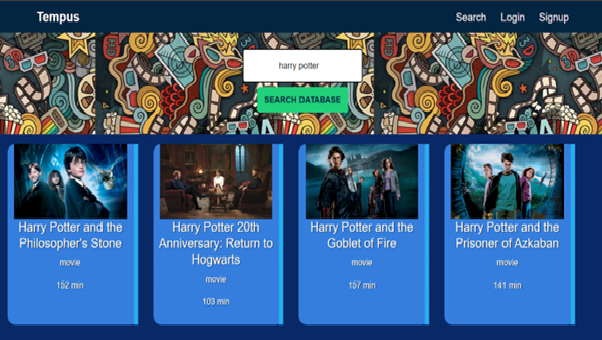 Tempus
Search Login Signup
harry potter
SEARCH DATABASE
Harry Potter and the
Philosopher's Stone
movie
152 min
Harry Potter 20th
Anniversary: Return to
Hogwarts
movie
103 min
Harry Potter and the
Goblet of Fire
movie
157 min
Harry Potter and the
Prisoner of Azkaban
movie
141 min